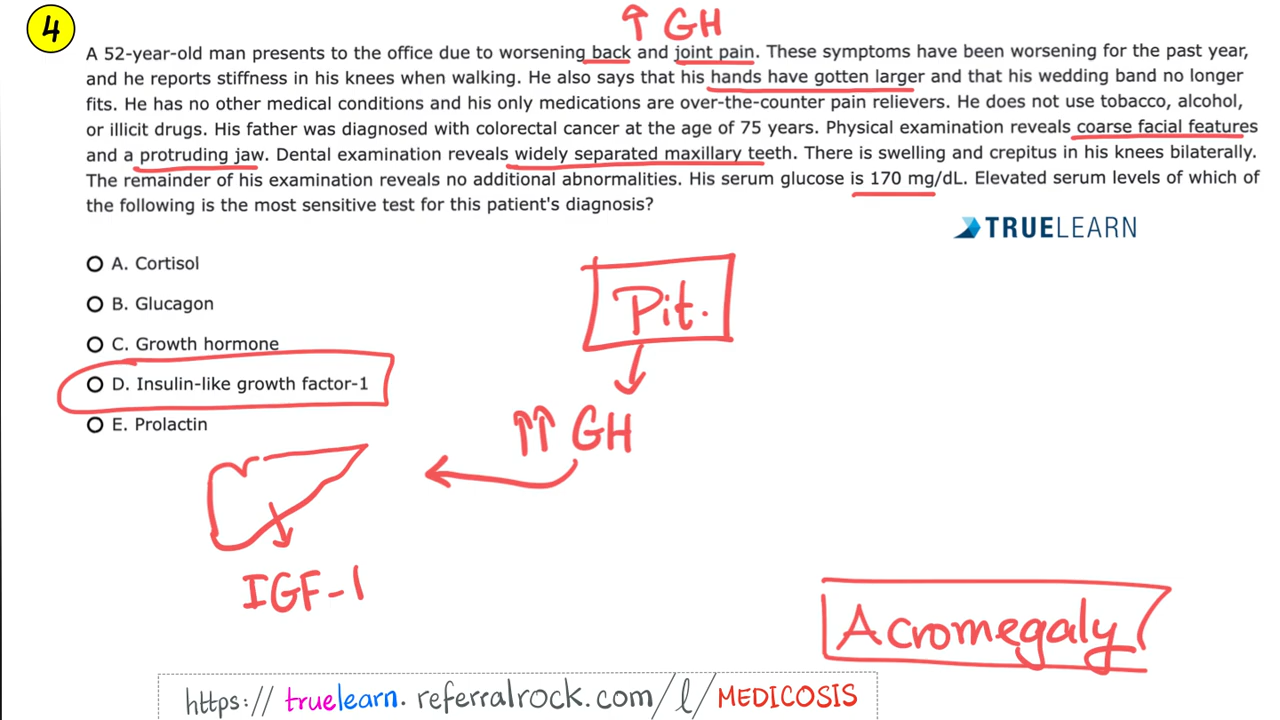 4
↑ GH
A 52-year-old man presents to the office due to worsening back and joint pain. These symptoms have been worsening for the past year,
and he reports stiffness in his knees when walking. He also says that his hands have gotten larger and that his wedding band no longer
fits. He has no other medical conditions and his only medications are over-the-counter pain relievers. He does not use tobacco, alcohol,
or illicit drugs. His father was diagnosed with colorectal cancer at the age of 75 years. Physical examination reveals coarse facial features
and a protruding jaw. Dental examination reveals widely separated maxillary teeth. There is swelling and crepitus in his knees bilaterally.
The remainder of his examination reveals no additional abnormalities. His serum glucose is 170 mg/dL. Elevated serum levels of which of
the following is the most sensitive test for this patient's diagnosis?
TRUELEARN
A. Cortisol
B. Glucagon
C. Growth hormone
D. Insulin-like growth factor-1
E. Prolactin
Pit.
↑↑ GH
IGF-1
Acromegaly
https://truelearn.referralrock.com/l/MEDICOSIS